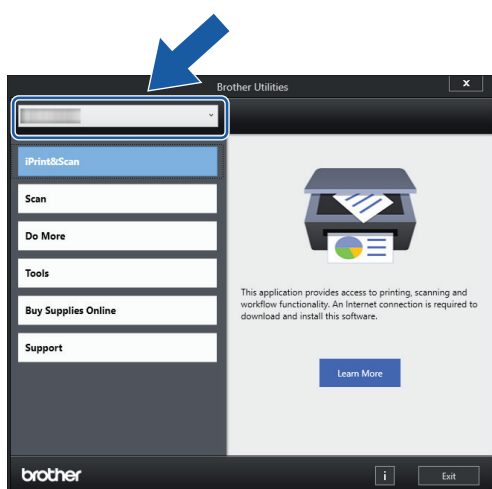 Brother Utilities
x
iPrint&Scan
Scan
Do More
Tools
Buy Supplies Online
Support
This application provides access to printing, scanning and
workflow functionality. An Internet connection is required to
download and install this software.
Learn More
brother
i
Exit